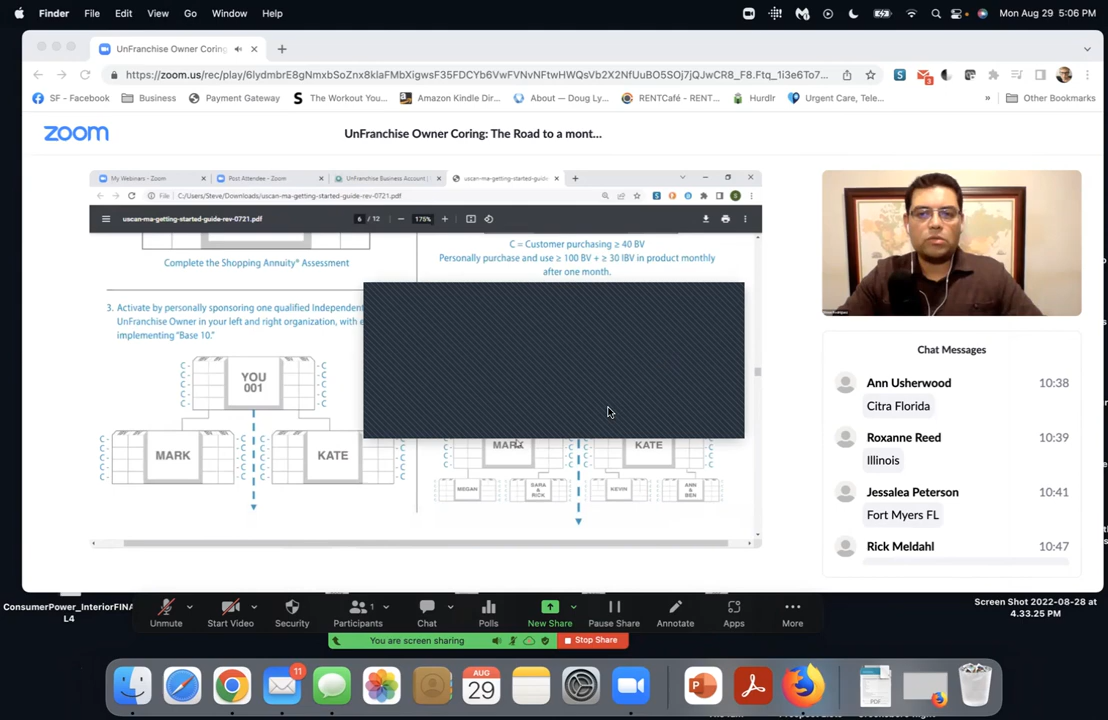 Finder File Edit View Go Window Help Mon Aug 29 5:06 PM
UnFranchise Owner Coring
https://zoom.us/rec/play/6lydmbrE8gNmxbSoZnx8klaFMbXigwsF35FDCYb6VwFVNvNFtwHWQsVb2X2NfUuBO5SOj7jQJwCR8_F8.Ftq_1i3e6To7...
SF - Facebook Business Payment Gateway The Workout You... Amazon Kindle Dir... About — Doug Ly... RENTCafé - RENT... Hurdlr Urgent Care, Tele... » Other Bookmarks
zoom
UnFranchise Owner Coring: The Road to a mont...
My Webinars - Zoom Post Attendee - Zoom UnFranchise Business Account uscan-ma-getting-started-guide
File C:/Users/Steve/Downloads/uscan-ma-getting-started-guide-rev-0721.pdf
uscan-ma-getting-started-guide-rev-0721.pdf 6 / 12 175%
Complete the Shopping Annuity® Assessment
C = Customer purchasing ≥ 40 BV
Personally purchase and use ≥ 100 BV + ≥ 30 IBV in product monthly
after one month.
3. Activate by personally sponsoring one qualified Independent
UnFranchise Owner in your left and right organization, with
implementing “Base 10.”
YOU
001
MARK
KATE
MARK
KATE
MEGAN
SARA
&
RICK
KEVIN
ANN
&
BEN
Chat Messages
Ann Usherwood 10:38
Citra Florida
Roxanne Reed 10:39
Illinois
Jessalea Peterson 10:41
Fort Myers FL
Rick Meldahl 10:47
ConsumerPower_InteriorFINA
L4
Screen Shot 2022-08-28 at
4.33.25 PM
1
Unmute Start Video Security Participants Chat Polls New Share Pause Share Annotate Apps More
You are screen sharing Stop Share
11
AUG
29
PDF